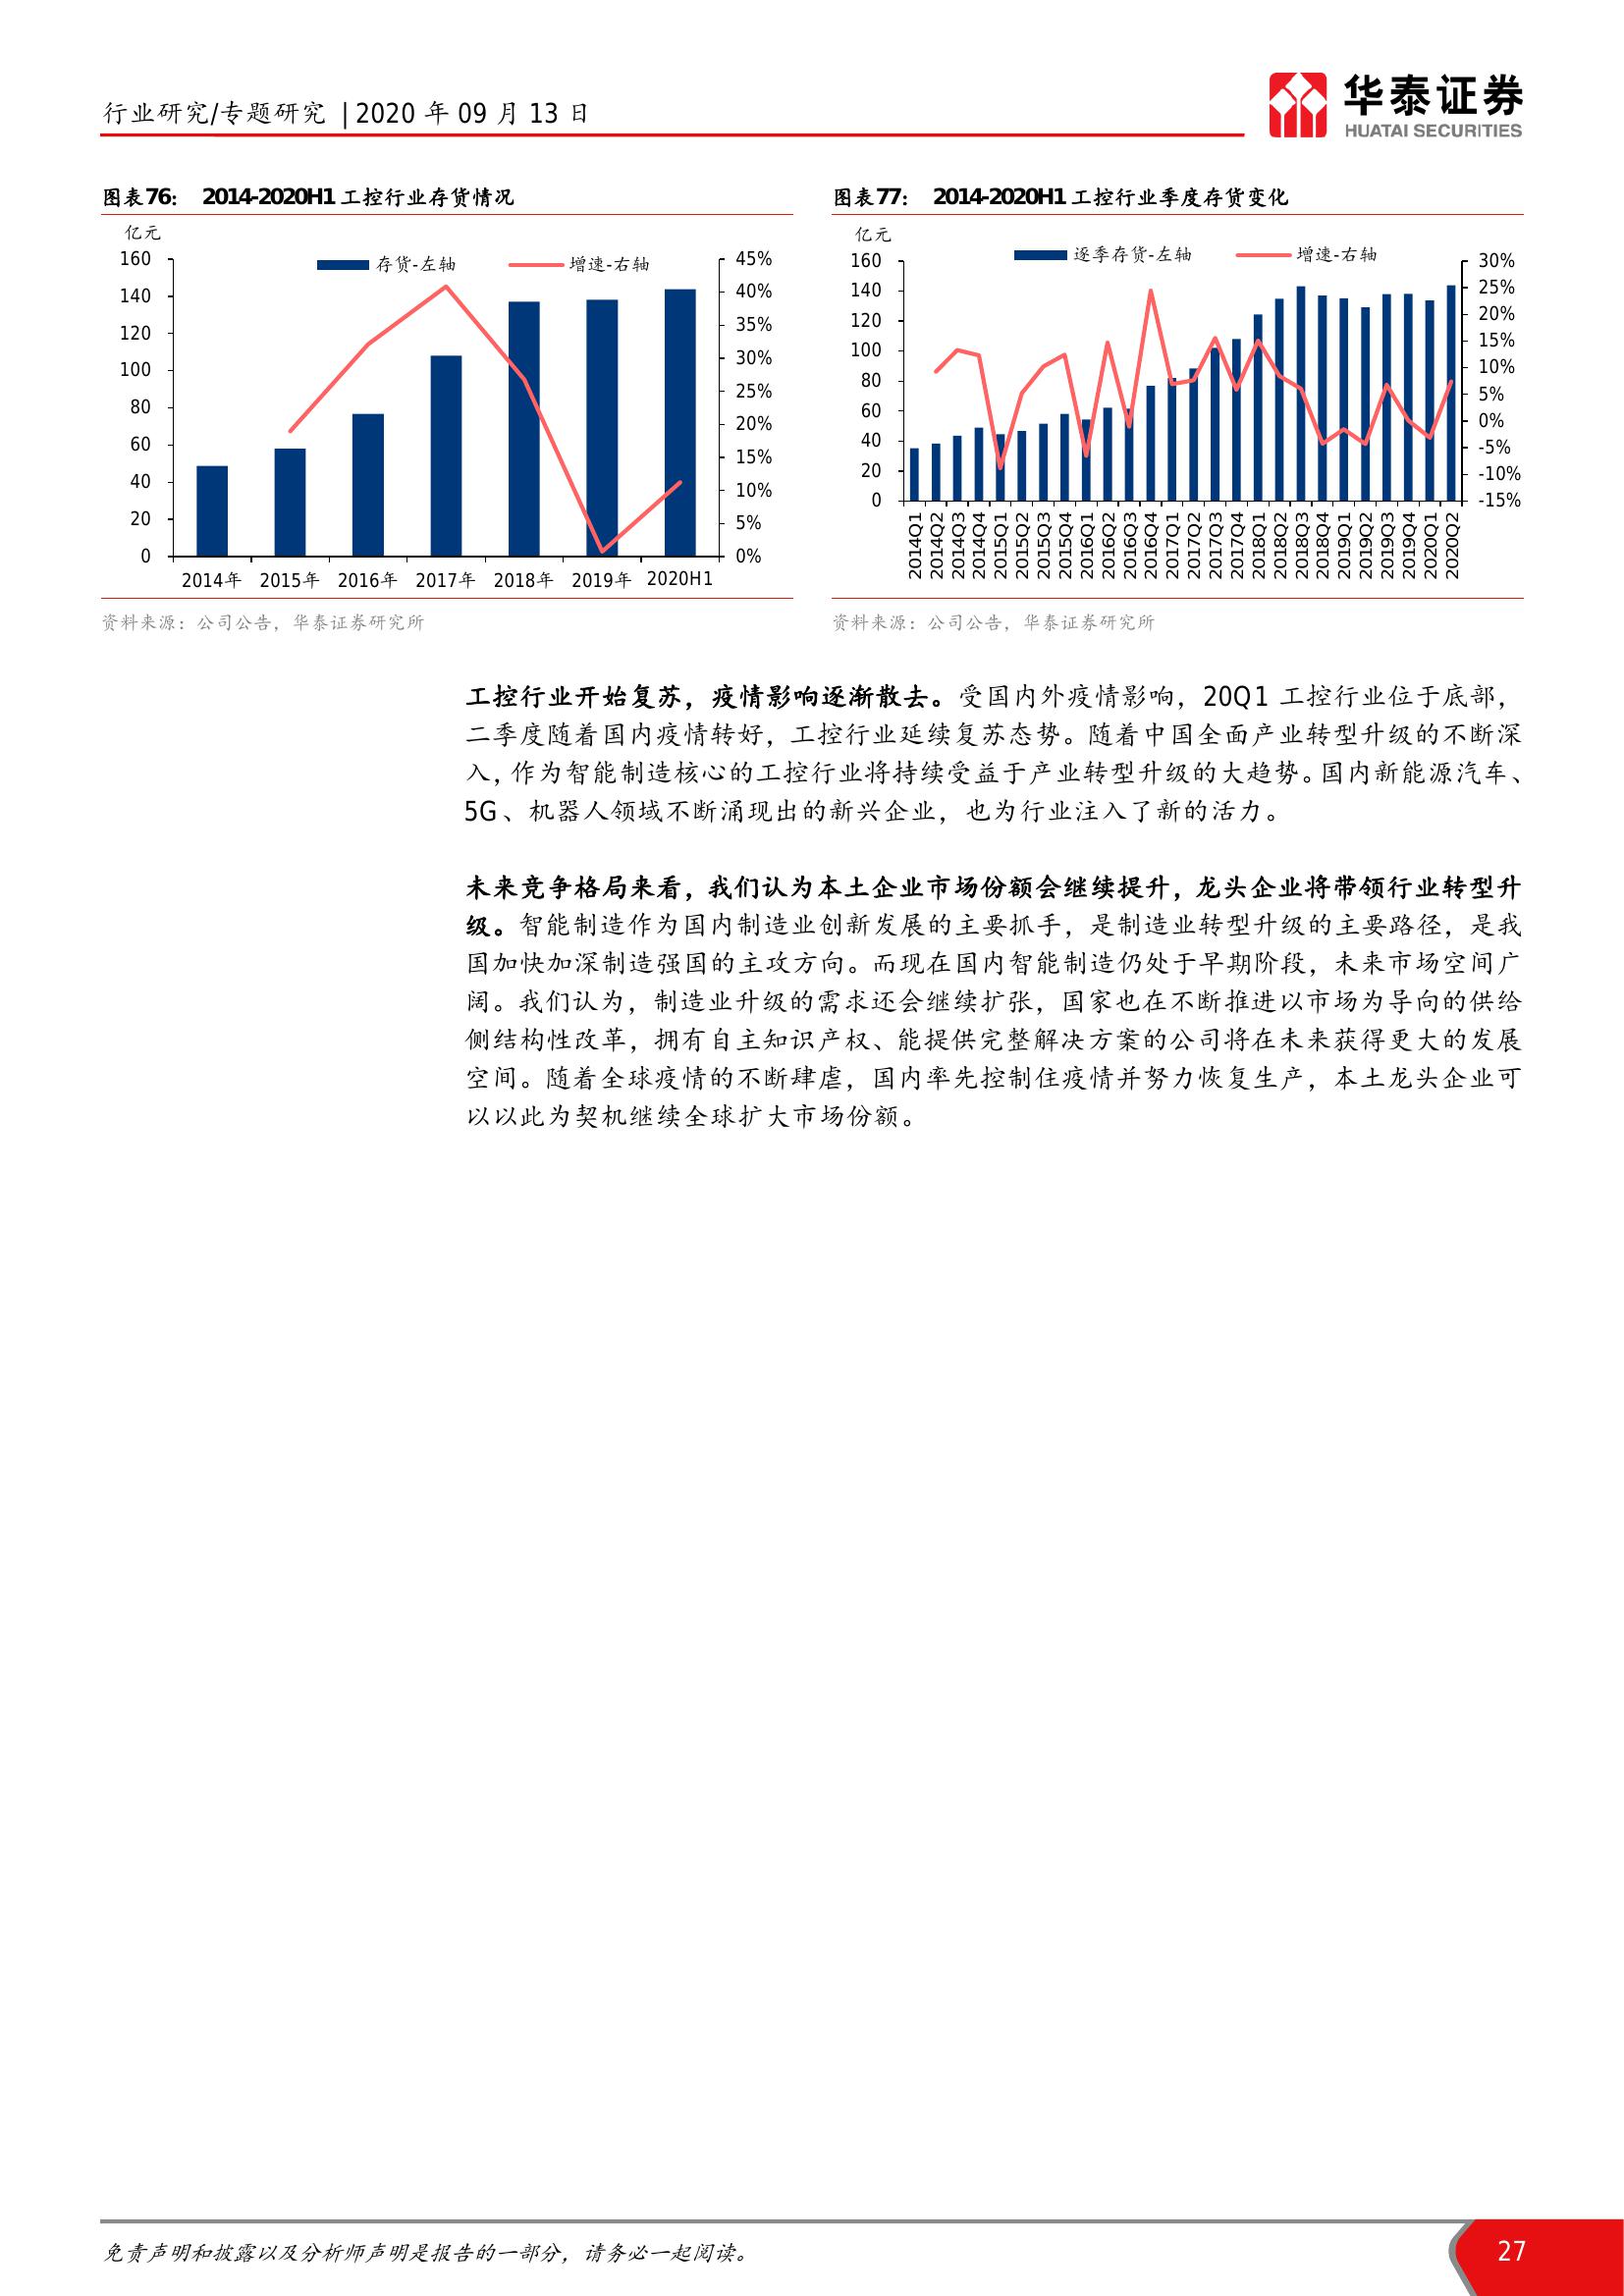 行业研究/专题研究 | 2020 年 09 月 13 日
华泰证券
HUATAI SECURITIES
图表76： 2014-2020H1 工控行业存货情况
亿元
存货-左轴
增速-右轴
160
140
120
100
80
60
40
20
0
45%
40%
35%
30%
25%
20%
15%
10%
5%
0%
2014年 2015年 2016年 2017年 2018年 2019年 2020H1
资料来源：公司公告，华泰证券研究所
图表77： 2014-2020H1 工控行业季度存货变化
亿元
逐季存货-左轴
增速-右轴
160
140
120
100
80
60
40
20
0
30%
25%
20%
15%
10%
5%
0%
-5%
-10%
-15%
2014Q1 2014Q2 2014Q3 2014Q4 2015Q1 2015Q2 2015Q3 2015Q4 2016Q1 2016Q2 2016Q3 2016Q4 2017Q1 2017Q2 2017Q3 2017Q4 2018Q1 2018Q2 2018Q3 2018Q4 2019Q1 2019Q2 2019Q3 2019Q4 2020Q1 2020Q2
资料来源：公司公告，华泰证券研究所
工控行业开始复苏，疫情影响逐渐散去。受国内外疫情影响，20Q1 工控行业位于底部，
二季度随着国内疫情转好，工控行业延续复苏态势。随着中国全面产业转型升级的不断深
入，作为智能制造核心的工控行业将持续受益于产业转型升级的大趋势。国内新能源汽车、
5G、机器人领域不断涌现出的新兴企业，也为行业注入了新的活力。
未来竞争格局来看，我们认为本土企业市场份额会继续提升，龙头企业将带领行业转型升
级。智能制造作为国内制造业创新发展的主要抓手，是制造业转型升级的主要路径，是我
国加快加深制造强国的主攻方向。而现在国内智能制造仍处于早期阶段，未来市场空间广
阔。我们认为，制造业升级的需求还会继续扩张，国家也在不断推进以市场为导向的供给
侧结构性改革，拥有自主知识产权、能提供完整解决方案的公司将在未来获得更大的发展
空间。随着全球疫情的不断肆虐，国内率先控制住疫情并努力恢复生产，本土龙头企业可
以以此为契机继续全球扩大市场份额。
免责声明和披露以及分析师声明是报告的一部分，请务必一起阅读。
27